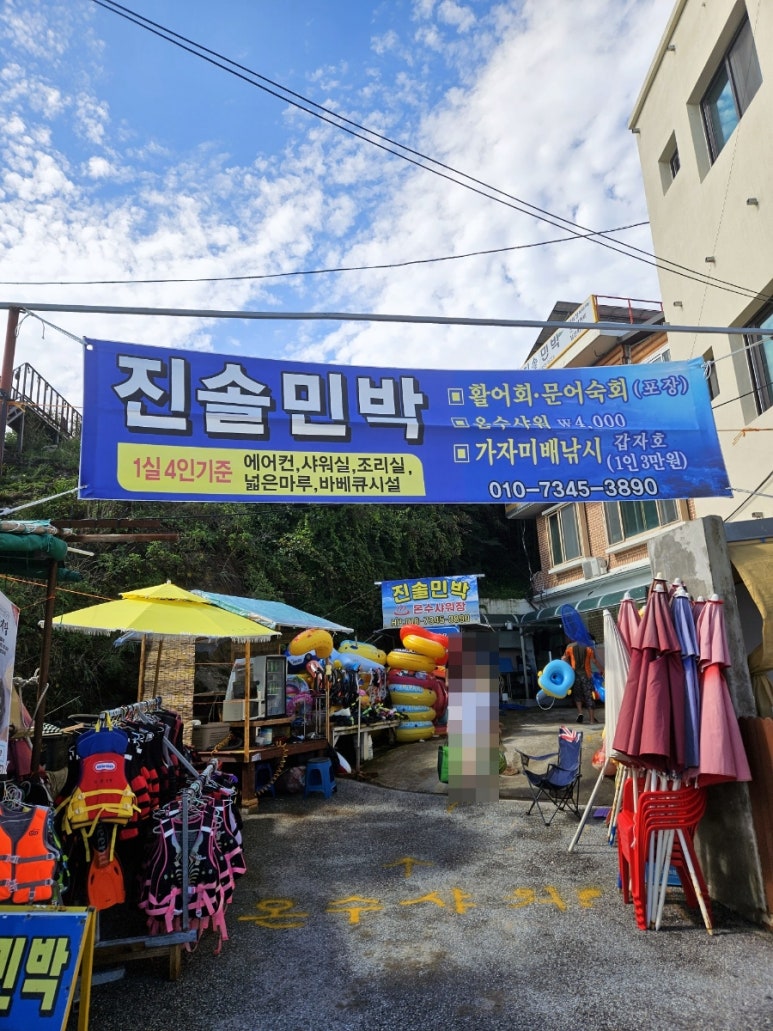 진솔민박
활어회·문어숙회(포장)
온수샤워 ₩4,000
가자미배낚시 갑자호
(1인 3만원)
1실 4인기준
에어컨,샤워실,조리실,
넓은마루,바베큐시설
010-7345-3890
진솔민박
온수샤워장
010-7345-3890
온수샤워
민박